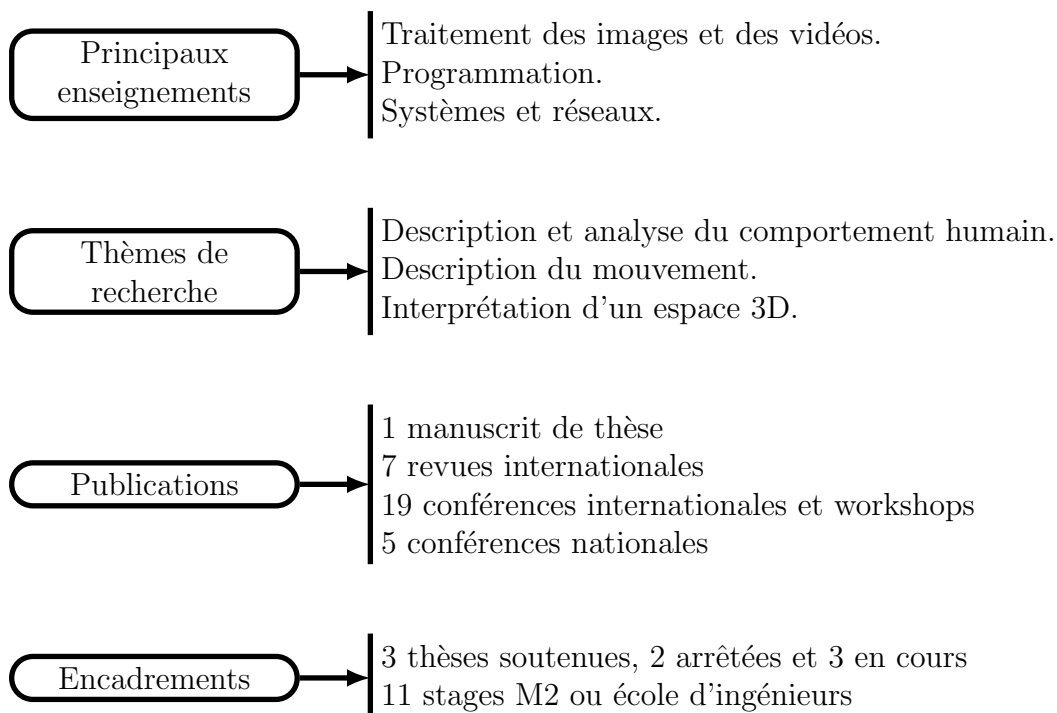 Principaux
enseignements
Traitement des images et des vidéos.
Programmation.
Systèmes et réseaux.
Thèmes de
recherche
Description et analyse du comportement humain.
Description du mouvement.
Interprétation d'un espace 3D.
Publications
1 manuscrit de thèse
7 revues internationales
19 conférences internationales et workshops
5 conférences nationales
Encadrements
3 thèses soutenues, 2 arrêtées et 3 en cours
11 stages M2 ou école d'ingénieurs